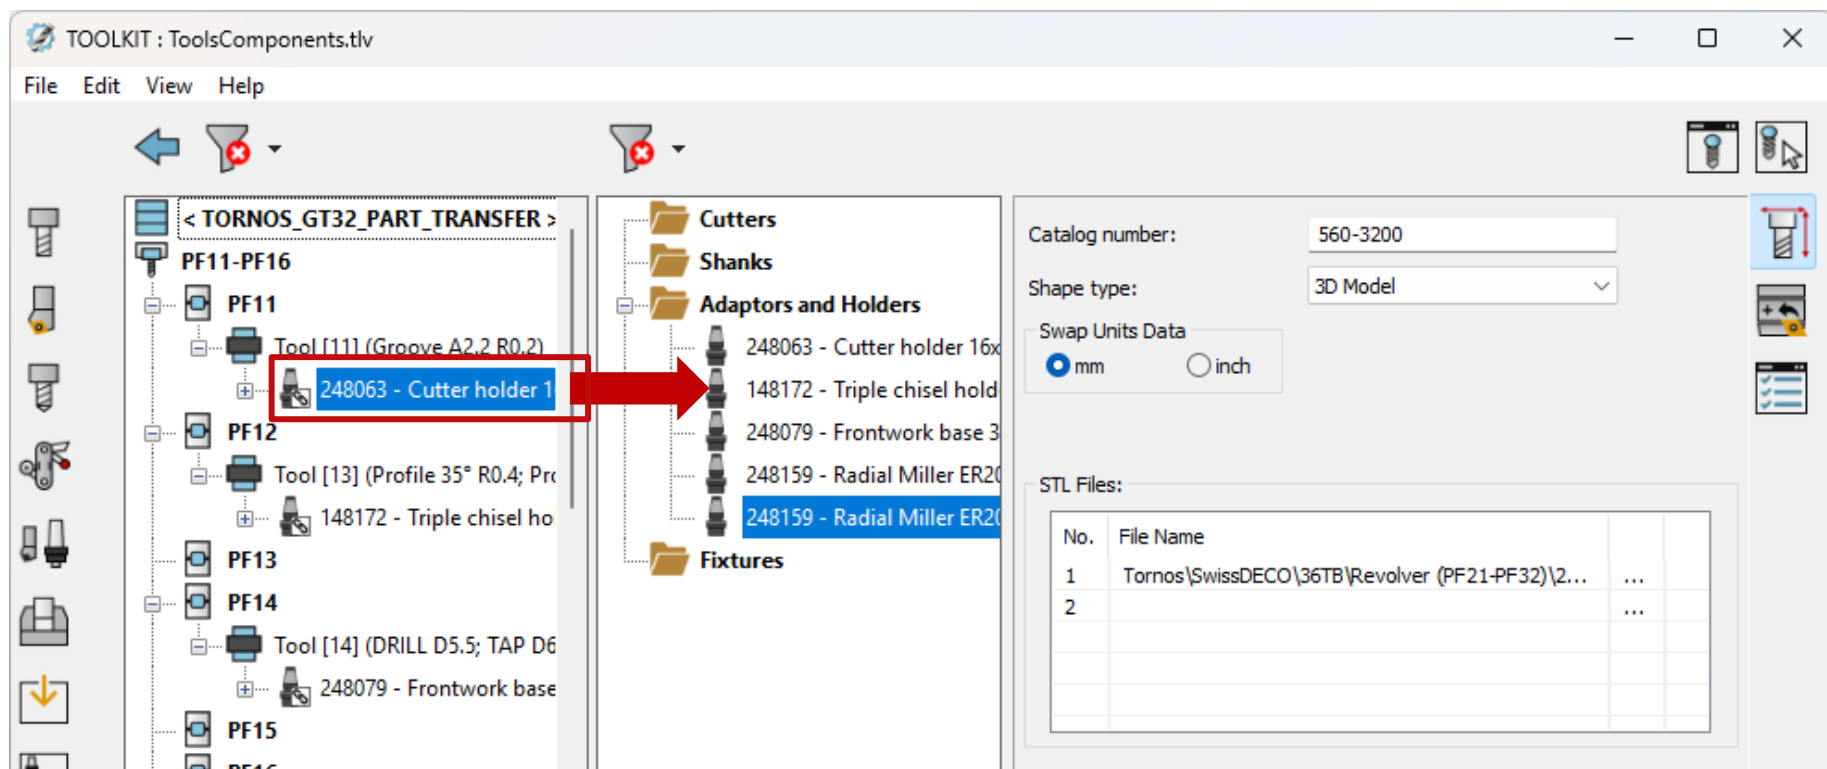 TOOLKIT : ToolsComponents.tlv
File Edit View Help
< TORNOS_GT32_PART_TRANSFER >
PF11-PF16
PF11
Tool [11] (Groove A2.2 R0.2)
248063 - Cutter holder 1
PF12
Tool [13] (Profile 35° R0.4; Pro
148172 - Triple chisel ho
PF13
PF14
Tool [14] (DRILL D5.5; TAP D6
248079 - Frontwork base
PF15
PF16
Cutters
Shanks
Adaptors and Holders
248063 - Cutter holder 16x
148172 - Triple chisel hold
248079 - Frontwork base 3
248159 - Radial Miller ER20
248159 - Radial Miller ER20
Fixtures
Catalog number: 560-3200
Shape type: 3D Model
Swap Units Data
mm inch
STL Files:
No. File Name
1 Tornos\SwissDECO\36TB\Revolver (PF21-PF32)\2... ...
2 ...